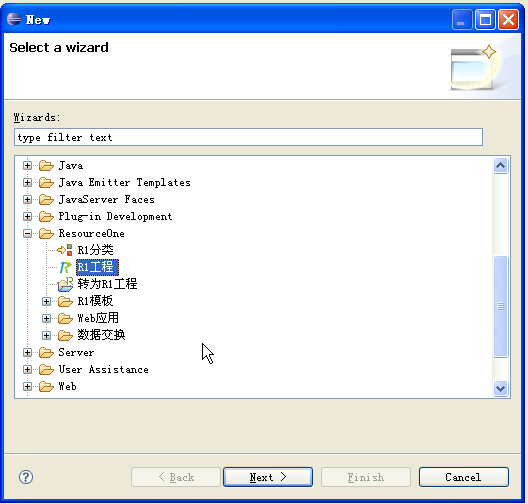 New
Select a wizard
Wizards:
type filter text
Java
Java Emitter Templates
JavaServer Faces
Plug-in Development
ResourceOne
R1分类
R1工程
转为R1工程
R1模板
Web应用
数据交换
Server
User Assistance
Web
< Back
Next >
Finish
Cancel